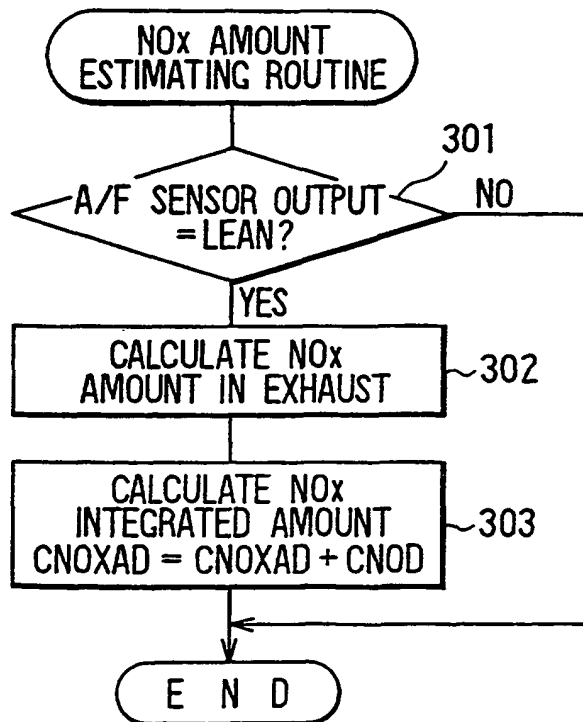 NOx AMOUNT
ESTIMATING ROUTINE
301
A/F SENSOR OUTPUT
=LEAN?
NO
YES
CALCULATE NOx
AMOUNT IN EXHAUST
302
CALCULATE NOx
INTEGRATED AMOUNT
CNOXAD = CNOXAD + CNOD
303
E N D